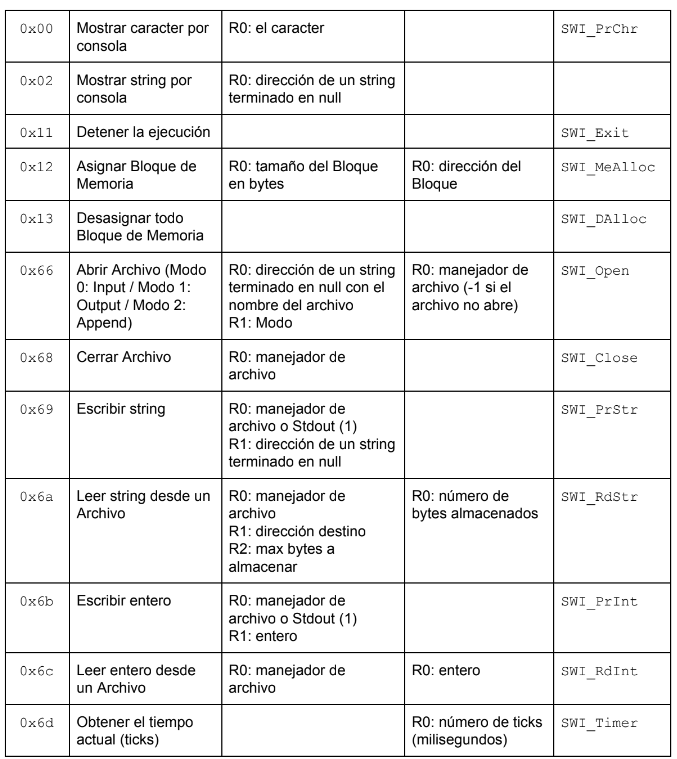 0x00 Mostrar caracter por R0: el caracter SWI_PrChr
consola
0x02 Mostrar string por R0: dirección de un string
consola terminado en null
0x11 Detener la ejecución SWI_Exit
0x12 Asignar Bloque de R0: tamaño del Bloque R0: dirección del SWI_MeAlloc
Memoria en bytes Bloque
0x13 Desasignar todo SWI_DAlloc
Bloque de Memoria
0x66 Abrir Archivo (Modo R0: dirección de un string R0: manejador de SWI_Open
0: Input / Modo 1: terminado en null con el archivo (-1 si el
Output / Modo 2: nombre del archivo archivo no abre)
Append) R1: Modo
0x68 Cerrar Archivo R0: manejador de SWI_Close
archivo
0x69 Escribir string R0: manejador de SWI_PrStr
archivo o Stdout (1)
R1: dirección de un string
terminado en null
0x6a Leer string desde un R0: manejador de R0: número de SWI_RdStr
Archivo archivo bytes almacenados
R1: dirección destino
R2: max bytes a
almacenar
0x6b Escribir entero R0: manejador de SWI_PrInt
archivo o Stdout (1)
R1: entero
0x6c Leer entero desde R0: manejador de R0: entero SWI_RdInt
un Archivo archivo
0x6d Obtener el tiempo R0: número de ticks SWI_Timer
actual (ticks) (milisegundos)